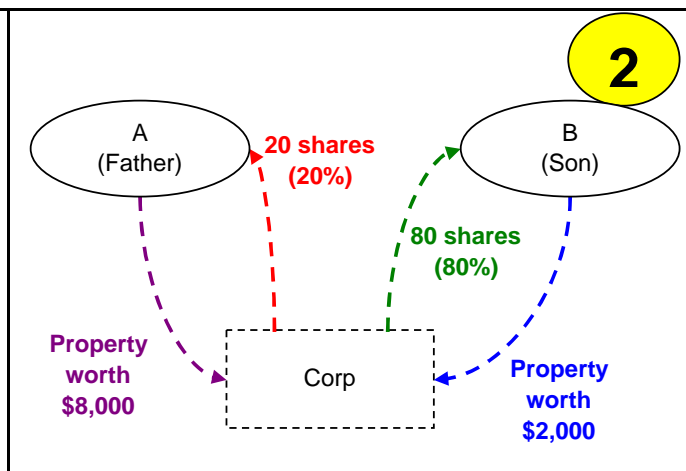 2
A
(Father)
20 shares
(20%)
B
(Son)
80 shares
(80%)
Property
worth
$8,000
Corp
Property
worth
$2,000